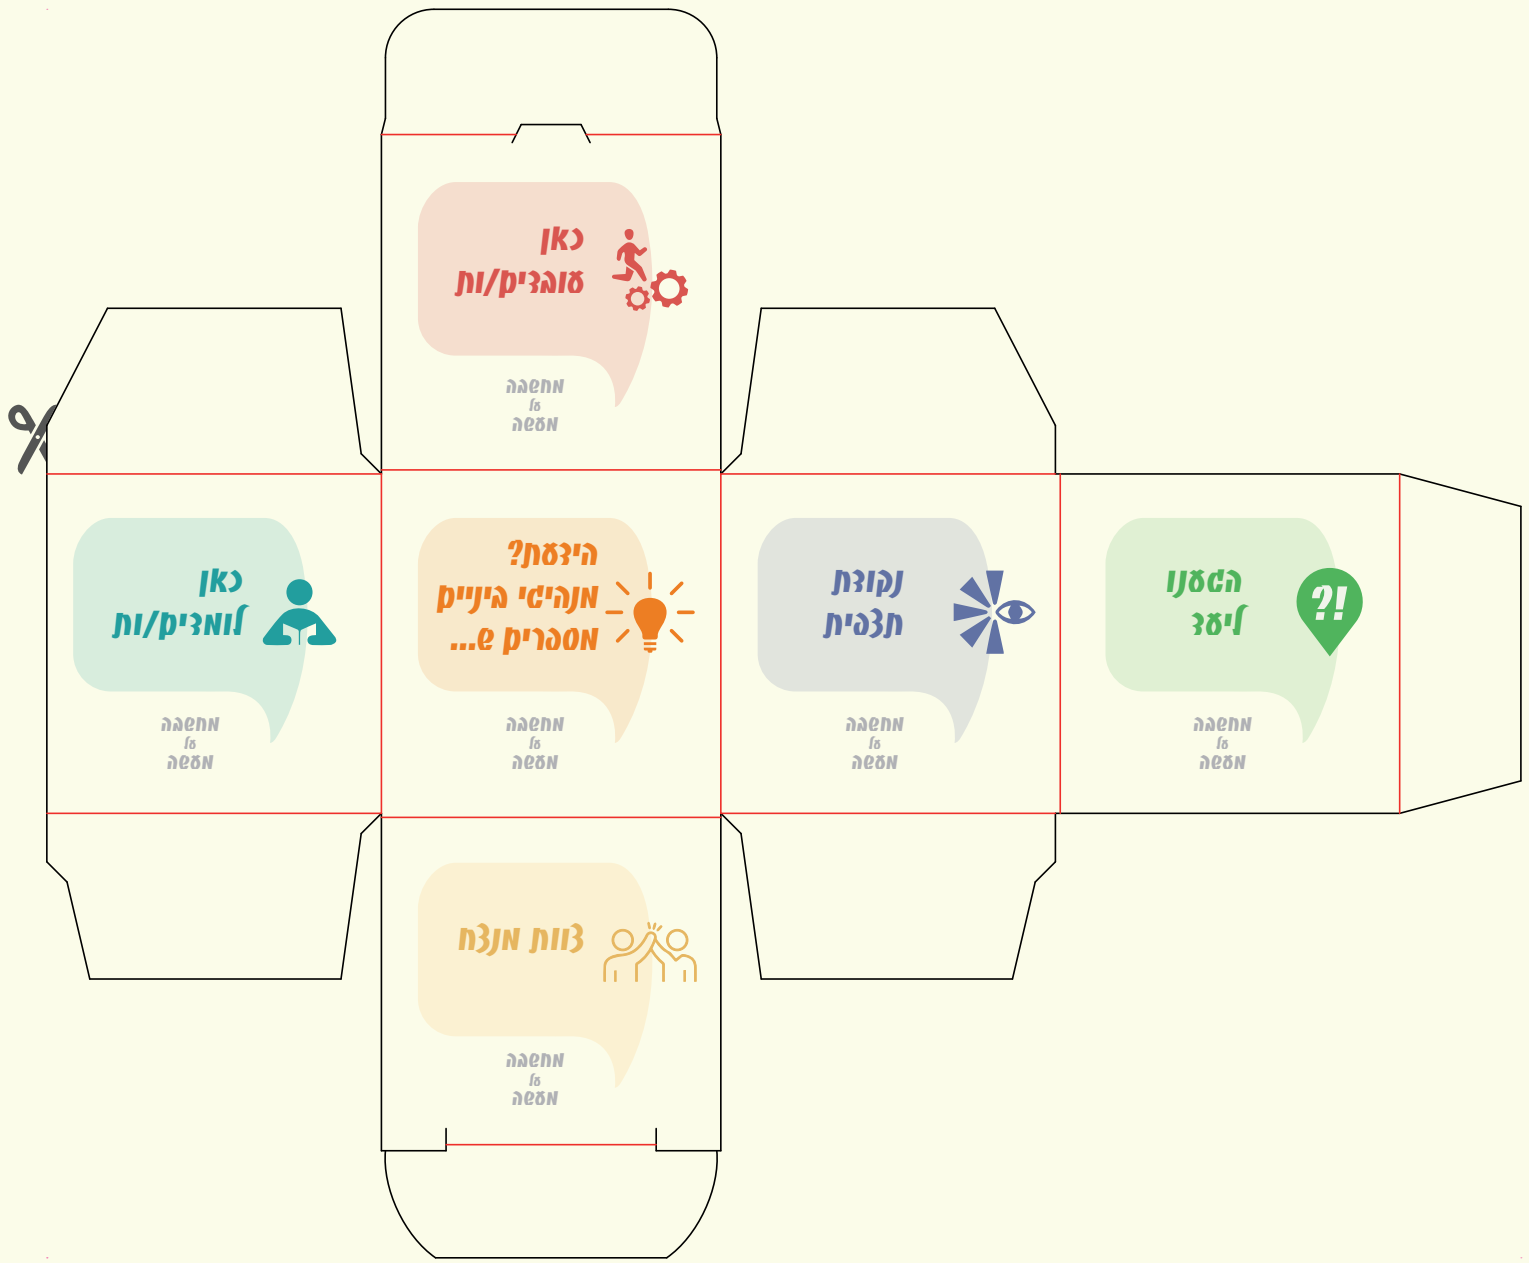 כאן
עובדים/ות
מחשבה
על
מעשה
הגענו
ליעד
?!
מחשבה
על
מעשה
נקודת
תצפית
מחשבה
על
מעשה
הידעת?
מנהיגי ביניים
מספרים ש...
מחשבה
על
מעשה
כאן
לומדים/ות
מחשבה
על
מעשה
צוות מנצח
מחשבה
על
מעשה